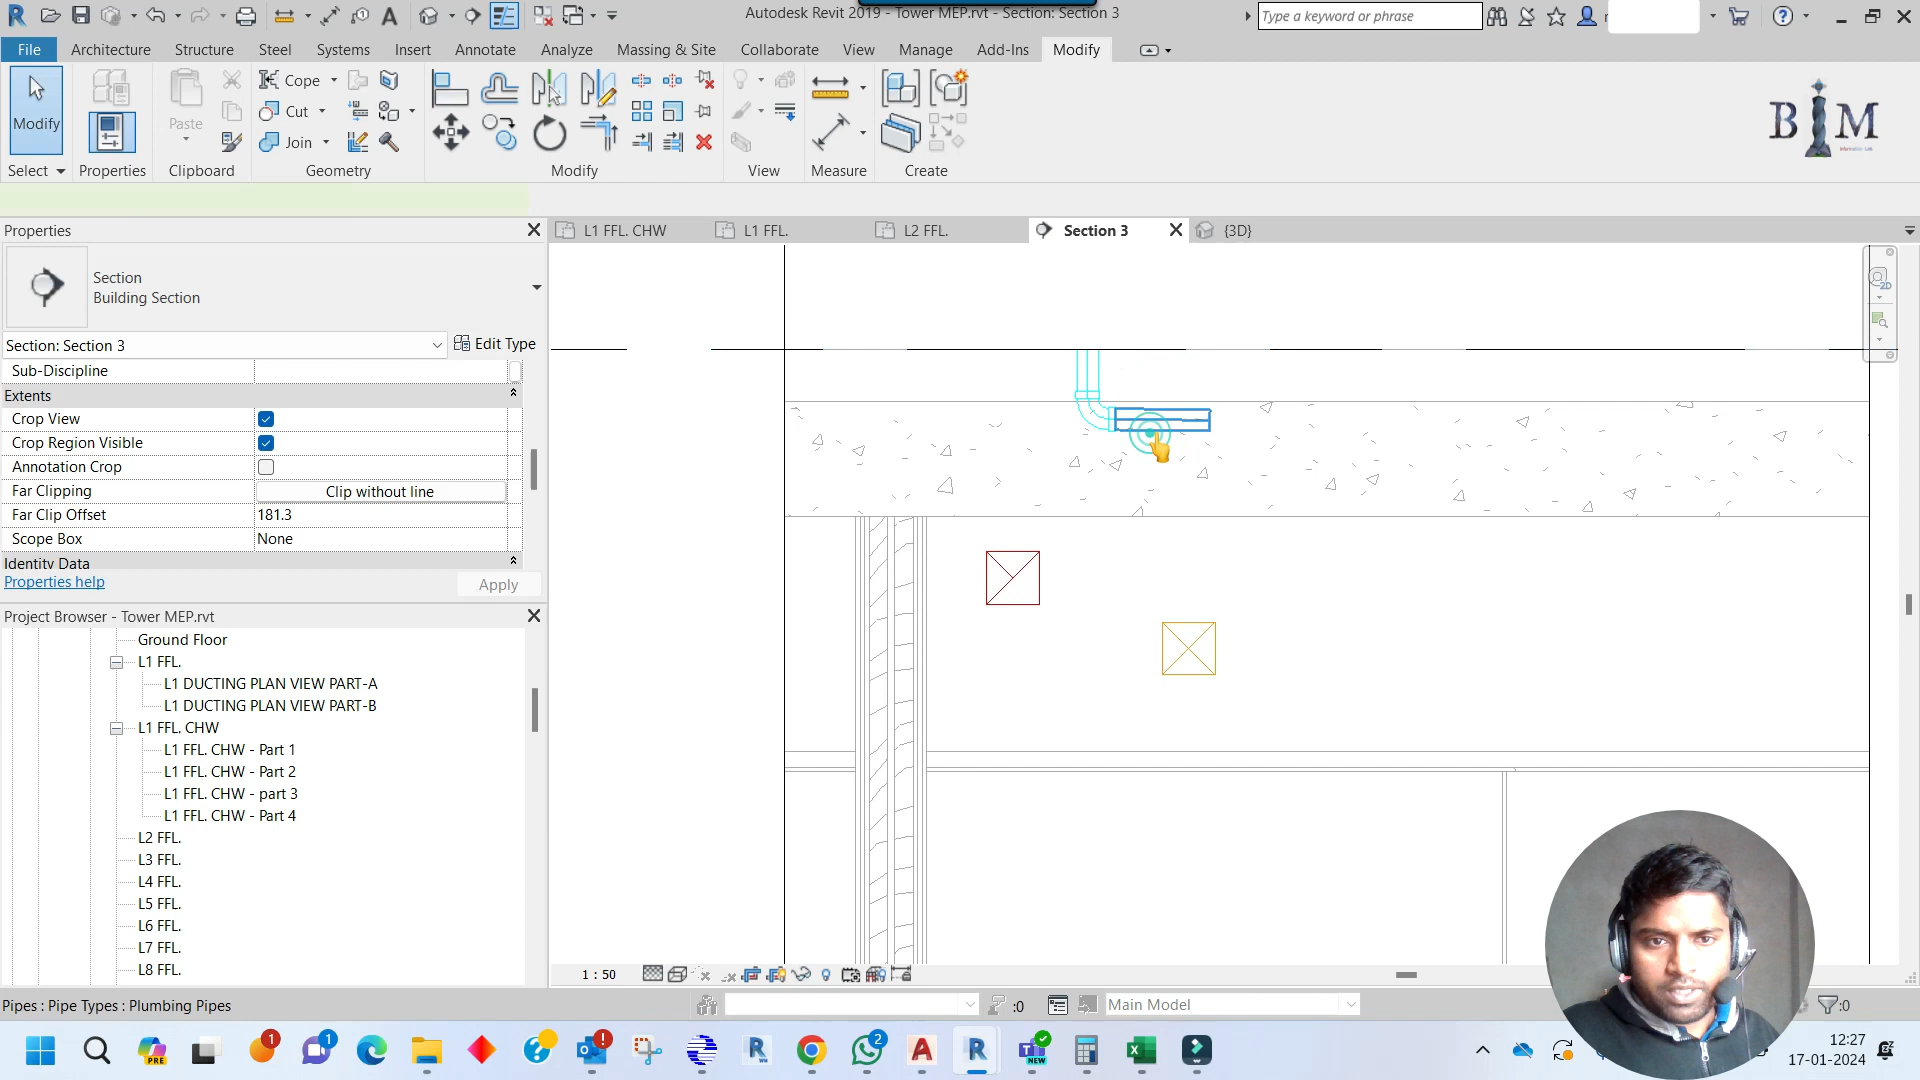 Autodesk Revit 2019 - Tower MEP.rvt - Section: Section 3
Type a keyword or phrase
File
Architecture
Structure
Steel
Systems
Insert
Annotate
Analyze
Massing & Site
Collaborate
View
Manage
Add-Ins
Modify
Modify
Paste
Cope
Cut
Join
Select
Properties
Clipboard
Geometry
Modify
View
Measure
Create
BIM
Properties
L1 FFL. CHW
L1 FFL.
L2 FFL.
Section 3
{3D}
2D
Section
Building Section
Section: Section 3
Edit Type
Sub-Discipline
Extents
Crop View
Crop Region Visible
Annotation Crop
Far Clipping
Clip without line
Far Clip Offset
181.3
Scope Box
None
Identity Data
Properties help
Apply
Project Browser - Tower MEP.rvt
Ground Floor
L1 FFL.
L1 DUCTING PLAN VIEW PART-A
L1 DUCTING PLAN VIEW PART-B
L1 FFL. CHW
L1 FFL. CHW - Part 1
L1 FFL. CHW - Part 2
L1 FFL. CHW - part 3
L1 FFL. CHW - Part 4
L2 FFL.
L3 FFL.
L4 FFL.
L5 FFL.
L6 FFL.
L7 FFL.
L8 FFL.
1 : 50
Pipes : Pipe Types : Plumbing Pipes
:0
Main Model
:0
PRE
1
1
2
NEW
12:27
17-01-2024